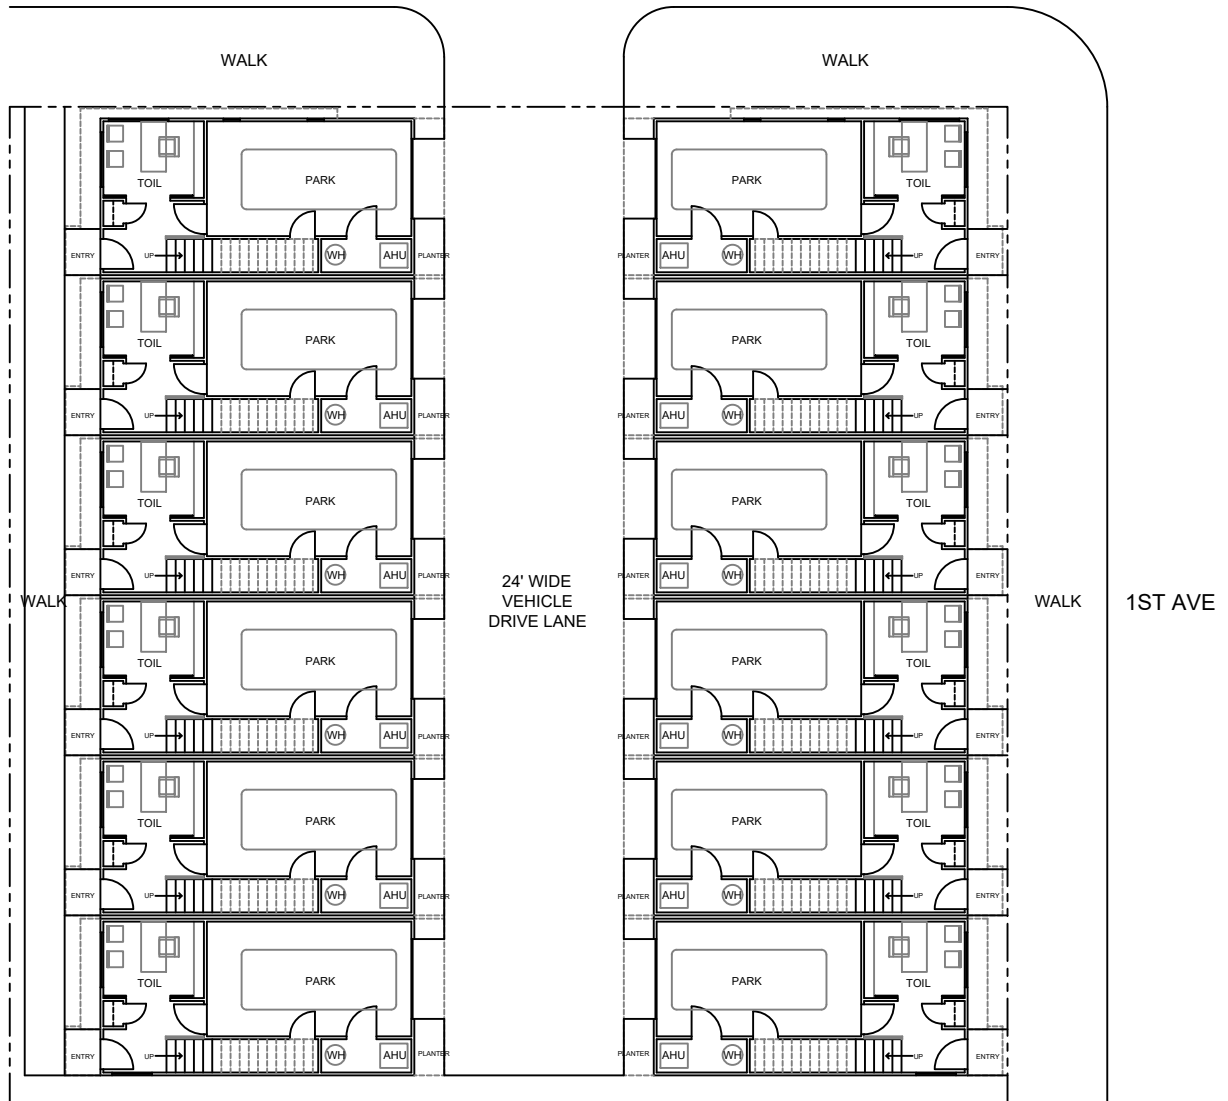 WALK
WALK
TOIL
PARK
PARK
TOIL
ENTRY
UP
WH
AHU
PLANTER
PLANTER
AHU
WH
UP
ENTRY
TOIL
PARK
PARK
TOIL
ENTRY
UP
WH
AHU
PLANTER
PLANTER
AHU
WH
UP
ENTRY
TOIL
PARK
PARK
TOIL
ENTRY
UP
WH
AHU
PLANTER
PLANTER
AHU
WH
UP
ENTRY
24' WIDE
VEHICLE
DRIVE LANE
WALK
WALK
1ST AVE
TOIL
PARK
PARK
TOIL
ENTRY
UP
WH
AHU
PLANTER
PLANTER
AHU
WH
UP
ENTRY
TOIL
PARK
PARK
TOIL
ENTRY
UP
WH
AHU
PLANTER
PLANTER
AHU
WH
UP
ENTRY
TOIL
PARK
PARK
TOIL
ENTRY
UP
WH
AHU
PLANTER
PLANTER
AHU
WH
UP
ENTRY